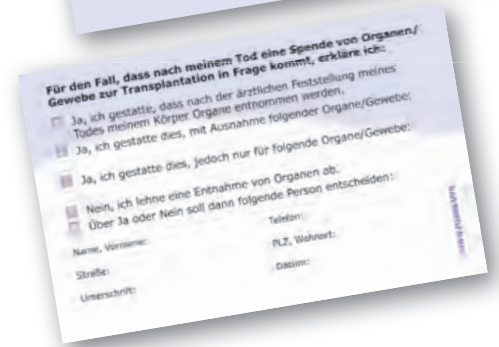 Für den Fall, dass nach meinem Tod eine Spende von Organen/
Gewebe zur Transplantation in Frage kommt, erkläre ich:
Ja, ich gestatte, dass nach der ärztlichen Feststellung meines
Todes meinem Körper Organe entnommen werden.
Ja, ich gestatte dies, mit Ausnahme folgender Organe/Gewebe:
Ja, ich gestatte dies, jedoch nur für folgende Organe/Gewebe:
Nein, ich lehne eine Entnahme von Organen ab.
Über Ja oder Nein soll dann folgende Person entscheiden:
Name, Vorname: Telefon:
Straße: PLZ, Wohnort:
Unterschrift: Datum: